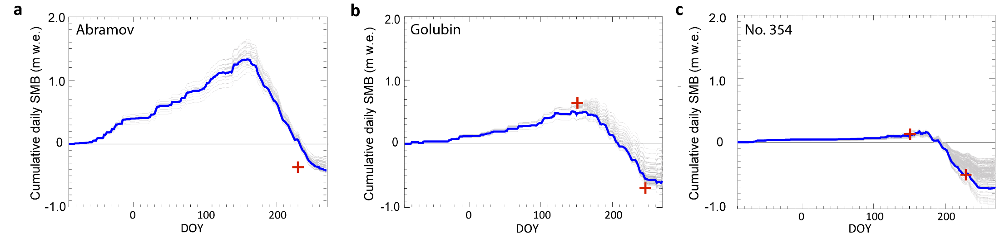 a
Abramov
Cumulative daily SMB (m w.e.)
2.0
1.0
0
-1.0
0 100 200
DOY
b
Golubin
Cumulative daily SMB (m w.e.)
2.0
1.0
0
-1.0
0 100 200
DOY
c
No. 354
Cumulative daily SMB (m w.e.)
2.0
1.0
0
-1.0
0 100 200
DOY